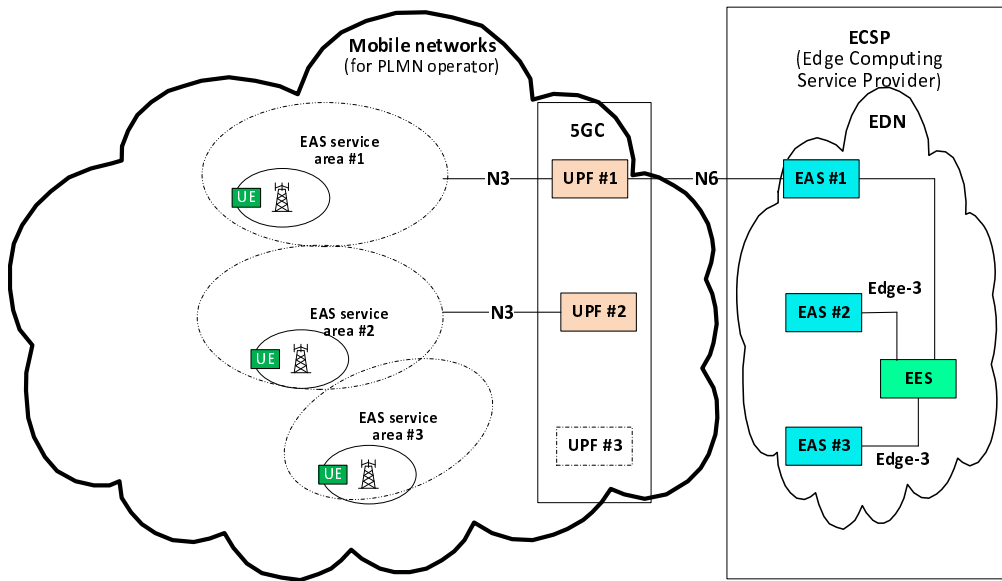 Mobile networks
(for PLMN operator)
ECSP
(Edge Computing
Service Provider)
EDN
5GC
EAS service
area #1
UE
N3
UPF #1
N6
EAS #1
EAS service
area #2
UE
N3
UPF #2
Edge-3
EAS #2
EES
EAS service
area #3
UE
UPF #3
EAS #3
Edge-3